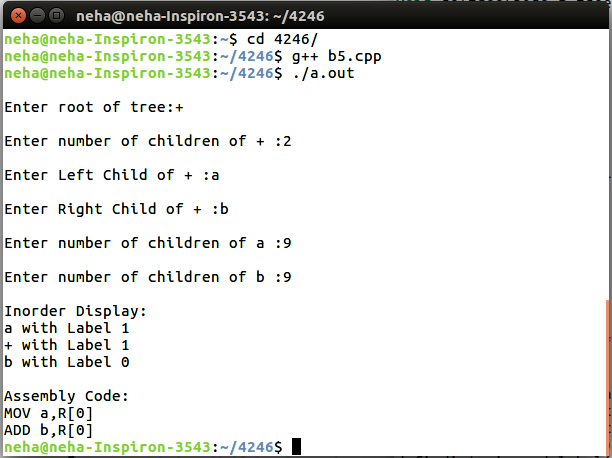 neha@neha-Inspiron-3543: ~/4246
neha@neha-Inspiron-3543:~$ cd 4246/
neha@neha-Inspiron-3543:~/4246$ g++ b5.cpp
neha@neha-Inspiron-3543:~/4246$ ./a.out
Enter root of tree:+
Enter number of children of + :2
Enter Left Child of + :a
Enter Right Child of + :b
Enter number of children of a :9
Enter number of children of b :9
Inorder Display:
a with Label 1
+ with Label 1
b with Label 0
Assembly Code:
MOV a,R[0]
ADD b,R[0]
neha@neha-Inspiron-3543:~/4246$